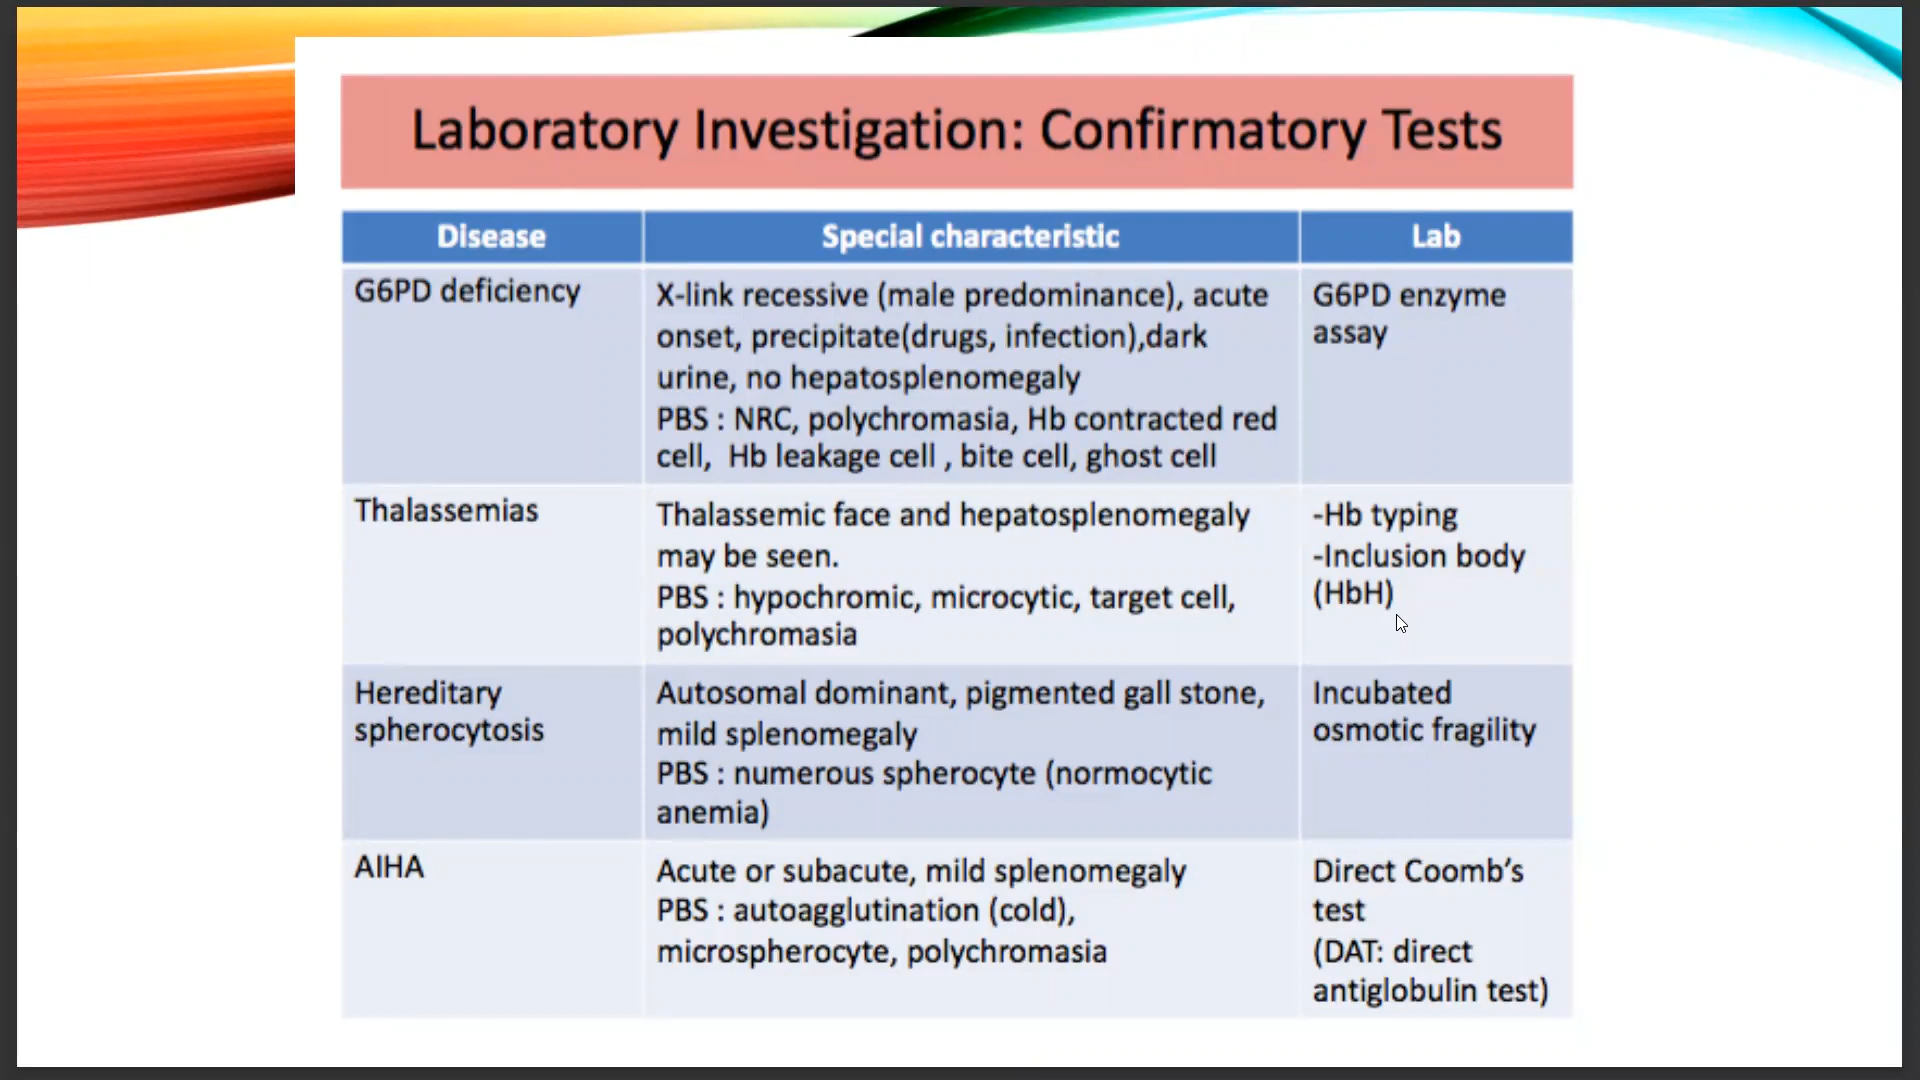 Laboratory Investigation: Confirmatory Tests
Disease
Special characteristic
Lab
G6PD deficiency
X-link recessive (male predominance), acute
onset, precipitate(drugs, infection),dark
urine, no hepatosplenomegaly
PBS : NRC, polychromasia, Hb contracted red
cell,  Hb leakage cell , bite cell, ghost cell
G6PD enzyme
assay
Thalassemias
Thalassemic face and hepatosplenomegaly
may be seen.
PBS : hypochromic, microcytic, target cell,
polychromasia
-Hb typing
-Inclusion body
(HbH)
Hereditary
spherocytosis
Autosomal dominant, pigmented gall stone,
mild splenomegaly
PBS : numerous spherocyte (normocytic
anemia)
Incubated
osmotic fragility
AIHA
Acute or subacute, mild splenomegaly
PBS : autoagglutination (cold),
microspherocyte, polychromasia
Direct Coomb’s
test
(DAT: direct
antiglobulin test)